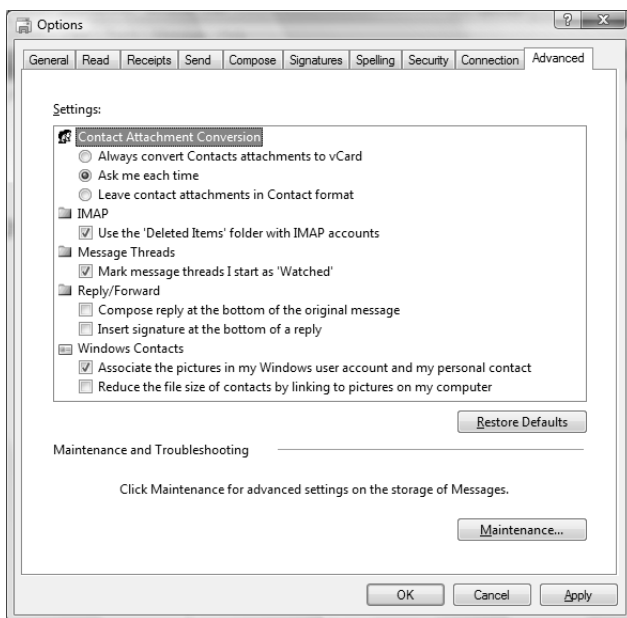 Options
General Read Receipts Send Compose Signatures Spelling Security Connection Advanced
Settings:
Contact Attachment Conversion
Always convert Contacts attachments to vCard
Ask me each time
Leave contact attachments in Contact format
IMAP
Use the 'Deleted Items' folder with IMAP accounts
Message Threads
Mark message threads I start as 'Watched'
Reply/Forward
Compose reply at the bottom of the original message
Insert signature at the bottom of a reply
Windows Contacts
Associate the pictures in my Windows user account and my personal contact
Reduce the file size of contacts by linking to pictures on my computer
Restore Defaults
Maintenance and Troubleshooting
Click Maintenance for advanced settings on the storage of Messages.
Maintenance...
OK Cancel Apply